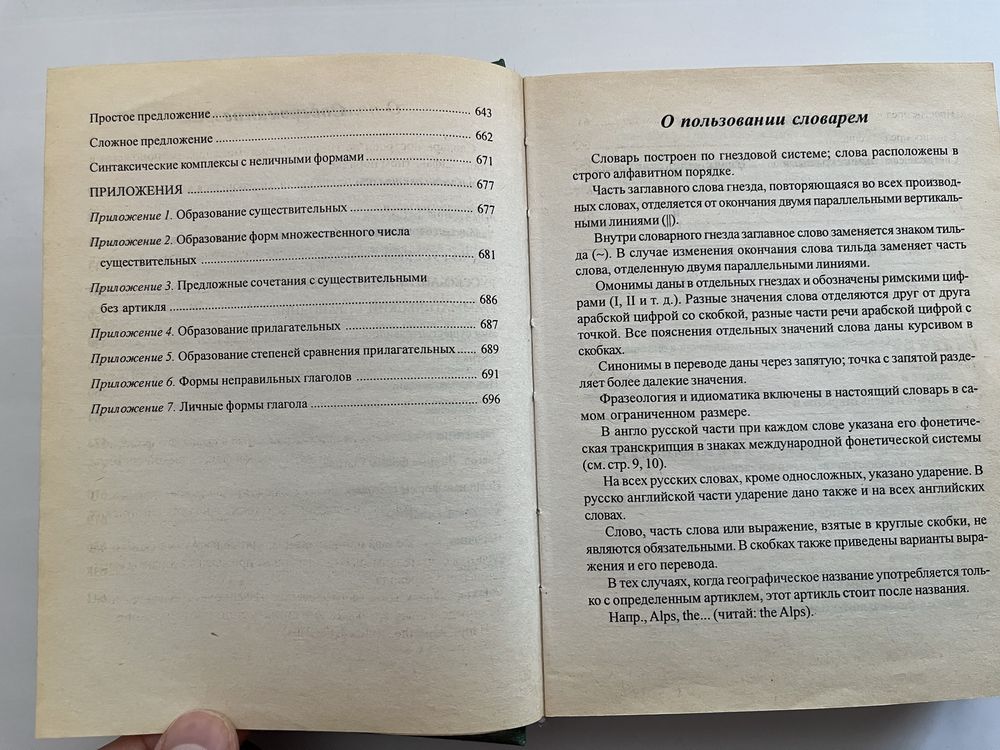 Простое предложение ..... 643
Сложное предложение ..... 662
Синтаксические комплексы с неличными формами ..... 671
ПРИЛОЖЕНИЯ ..... 677
Приложение 1. Образование существительных ..... 677
Приложение 2. Образование форм множественного числа
существительных ..... 681
Приложение 3. Предложные сочетания с существительными
без артикля ..... 686
Приложение 4. Образование прилагательных ..... 687
Приложение 5. Образование степеней сравнения прилагательных ..... 689
Приложение 6. Формы неправильных глаголов ..... 691
Приложение 7. Личные формы глагола ..... 696
О пользовании словарем
Словарь построен по гнездовой системе; слова расположены в
строго алфавитном порядке.
Часть заглавного слова гнезда, повторяющаяся во всех производ-
ных словах, отделяется от окончания двумя параллельными вертикаль-
ными линиями (||).
Внутри словарного гнезда заглавное слово заменяется знаком тиль-
да (~). В случае изменения окончания слова тильда заменяет часть
слова, отделенную двумя параллельными линиями.
Омонимы даны в отдельных гнездах и обозначены римскими циф-
рами (I, II и т. д.). Разные значения слова отделяются друг от друга
арабской цифрой со скобкой, разные части речи арабской цифрой с
точкой. Все пояснения отдельных значений слова даны курсивом в
скобках.
Синонимы в переводе даны через запятую; точка с запятой разде-
ляет более далекие значения.
Фразеология и идиоматика включены в настоящий словарь в са-
мом ограниченном размере.
В англо русской части при каждом слове указана его фонетиче-
ская транскрипция в знаках международной фонетической системы
(см. стр. 9, 10).
На всех русских словах, кроме односложных, указано ударение. В
русско английской части ударение дано также и на всех английских
словах.
Слово, часть слова или выражение, взятые в круглые скобки, не
являются обязательными. В скобках также приведены варианты выра-
жения и его перевода.
В тех случаях, когда географическое название употребляется толь-
ко с определенным артиклем, этот артикль стоит после названия.
Напр., Alps, the... (читай: the Alps).